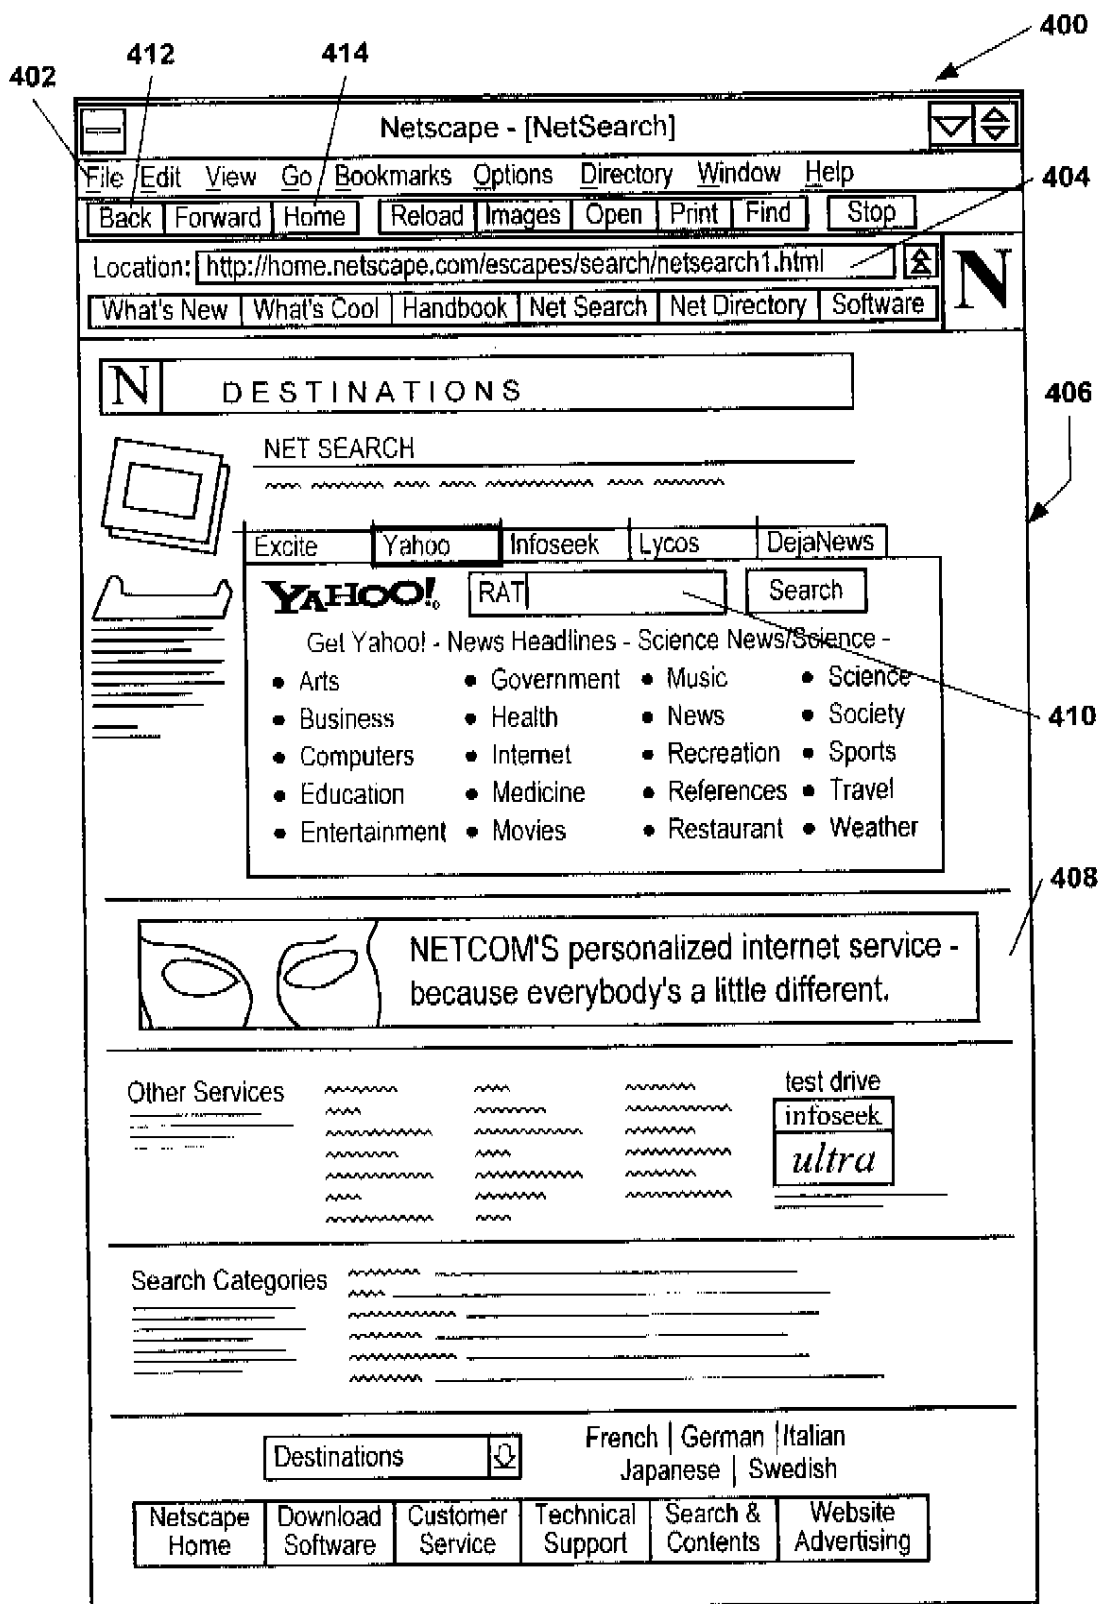 400
412 414
402
Netscape - [NetSearch]
File Edit View Go Bookmarks Options Directory Window Help
404
Back Forward Home Reload Images Open Print Find Stop
Location: http://home.netscape.com/escapes/search/netsearch1.html
N
What's New What's Cool Handbook Net Search Net Directory Software
N DESTINATIONS
406
NET SEARCH
Excite Yahoo Infoseek Lycos DejaNews
YAHOO! RAT Search
Get Yahoo! - News Headlines - Science News/Science -
• Arts • Government • Music • Science
• Business • Health • News • Society
410
• Computers • Internet • Recreation • Sports
• Education • Medicine • References • Travel
• Entertainment • Movies • Restaurant • Weather
408
NETCOM'S personalized internet service -
because everybody's a little different.
Other Services
test drive
infoseek
ultra
Search Categories
Destinations
French | German | Italian
Japanese | Swedish
Netscape Home
Download Software
Customer Service
Technical Support
Search & Contents
Website Advertising